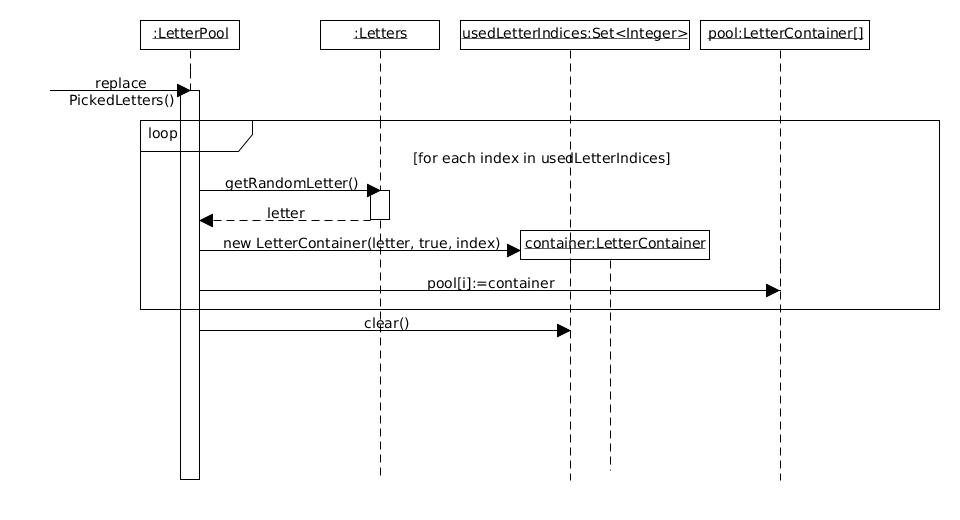 :LetterPool
:Letters
usedLetterIndices:Set<Integer>
pool:LetterContainer[]
replace
PickedLetters()
loop
[for each index in usedLetterIndices]
getRandomLetter()
letter
new LetterContainer(letter, true, index)
container:LetterContainer
pool[i]:=container
clear()